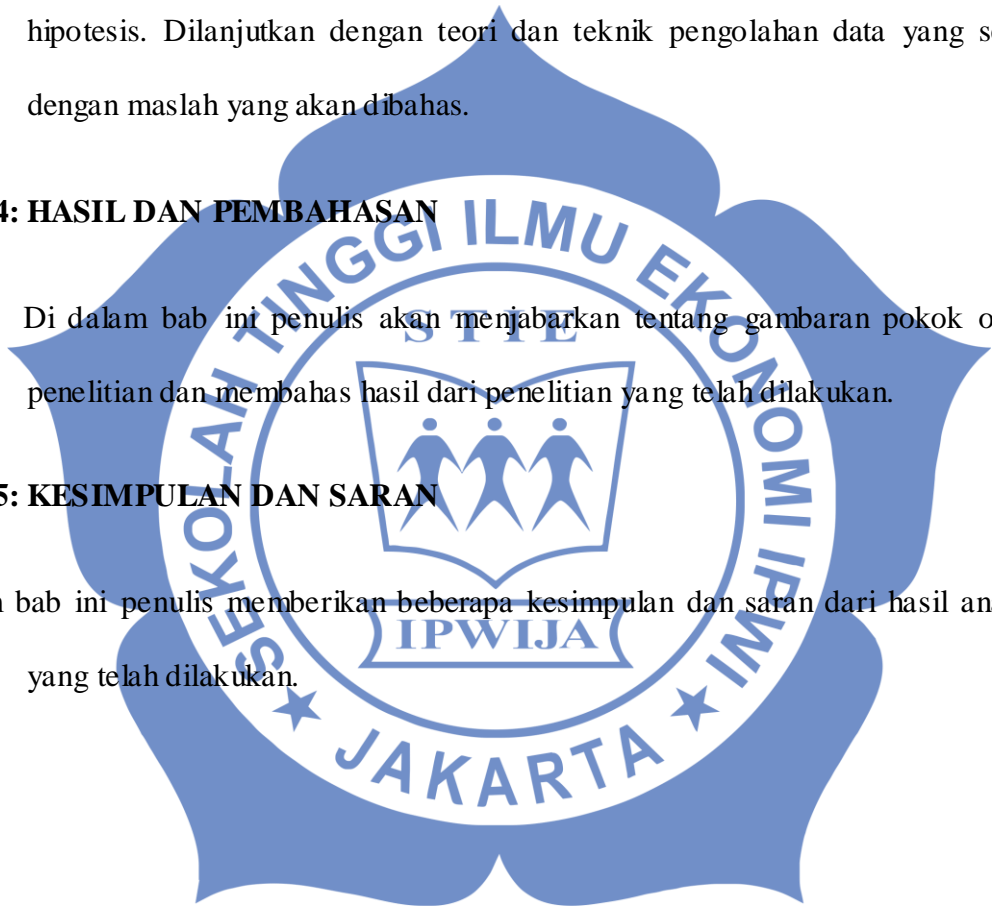 hipotesis. Dilanjutkan dengan teori dan teknik pengolahan data yang
dengan maslah yang akan dibahas.
4: HASIL DAN PEMBAHASAN
Di dalam bab ini penulis akan menjabarkan tentang gambaran pokok
penelitian dan membahas hasil dari penelitian yang telah dilakukan.
5: KESIMPULAN DAN SARAN
bab ini penulis memberikan beberapa kesimpulan dan saran dari hasil
yang telah dilakukan.
SEKOLAH TINGGI ILMU EKONOMI IPWI
STIE
IPWIJA
★ JAKARTA ★